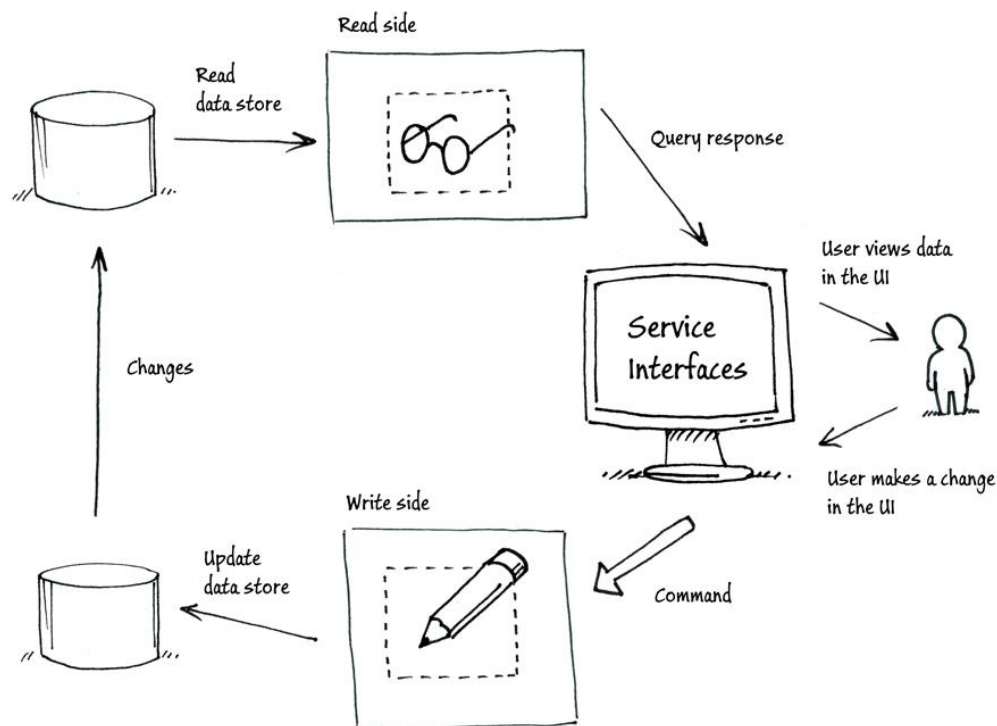 Read side
Read
data store
Query response
User views data
in the UI
Service
Interfaces
Changes
User makes a change
in the UI
Write side
Update
data store
Command